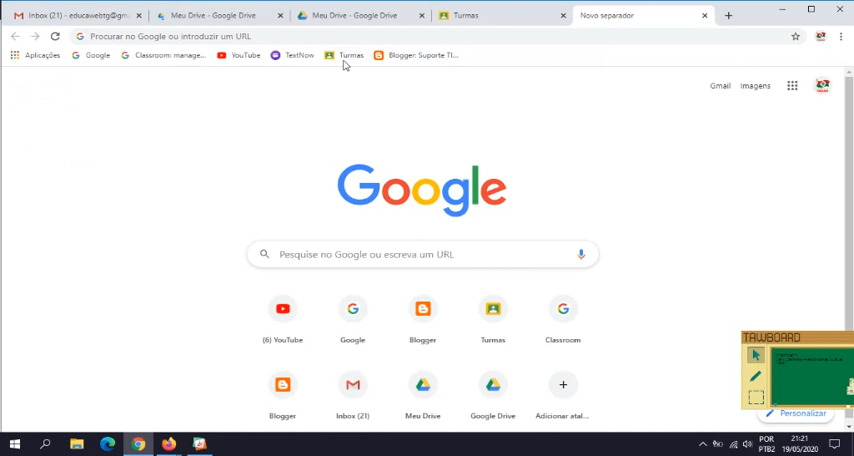 Inbox (21) - educawebtg@gm
Meu Drive - Google Drive
Meu Drive - Google Drive
Turmas
Novo separador
Procurar no Google ou introduzir um URL
Aplicações
Google
Classroom: manage...
YouTube
TextNow
Turmas
Blogger: Suporte TI...
Gmail
Imagens
Google
Pesquise no Google ou escreva um URL
(6) YouTube
Google
Blogger
Turmas
Classroom
Blogger
Inbox (21)
Meu Drive
Google Drive
Adicionar atal...
TAWBOARD
Personalizar
POR
PTB2
21:21
19/05/2020